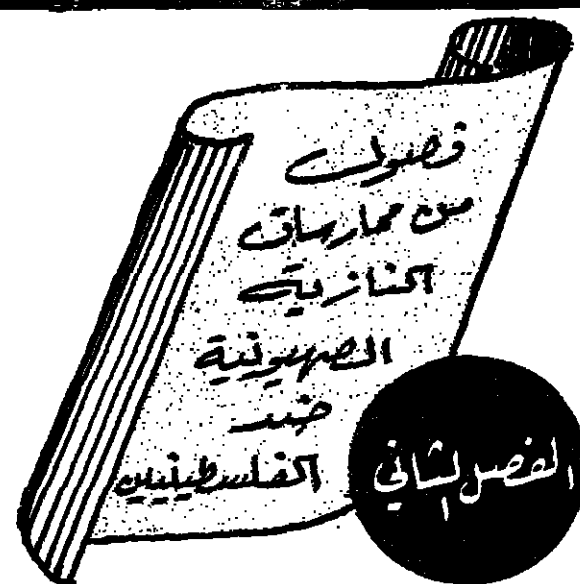 فصول
من ممارسات
النازية
الصهيونية
ضد
الفلسطينيين
الفصل الثاني